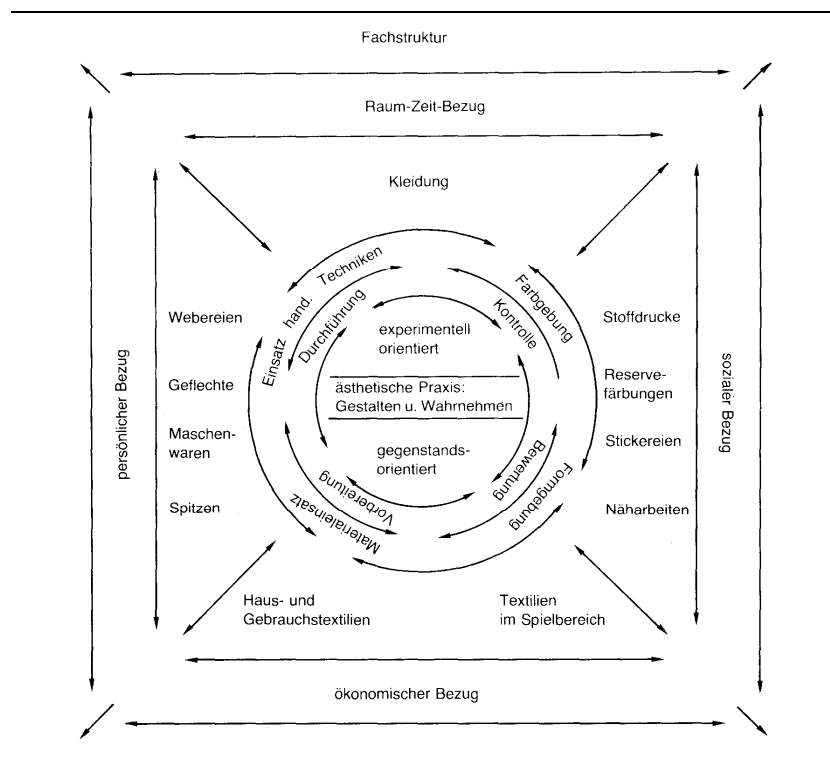 Fachstruktur
Raum-Zeit-Bezug
Kleidung
Einsatz hand. Techniken
Farbgebung
Durchführung
Kontrolle
Webereien
Stoffdrucke
experimentell
orientiert
persönlicher Bezug
sozialer Bezug
Geflechte
Reserve-
färbungen
ästhetische Praxis:
Gestalten u. Wahrnehmen
Maschen-
waren
Stickereien
gegenstands-
orientiert
Vorbereitung
Bewertung
Materialeinsatz
Formgebung
Spitzen
Näharbeiten
Haus- und
Gebrauchstextilien
Textilien
im Spielbereich
ökonomischer Bezug